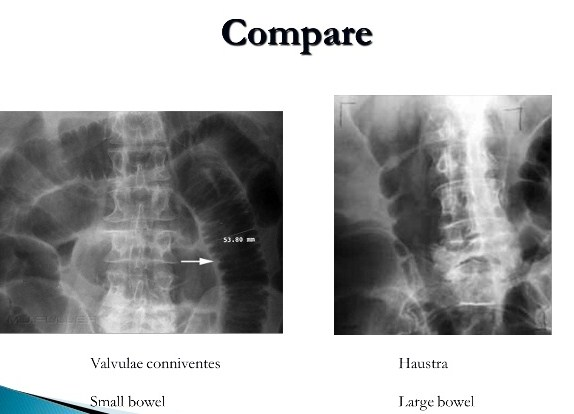 Compare
53.80 mm
Valvulae conniventes
Haustra
Small bowel
Large bowel